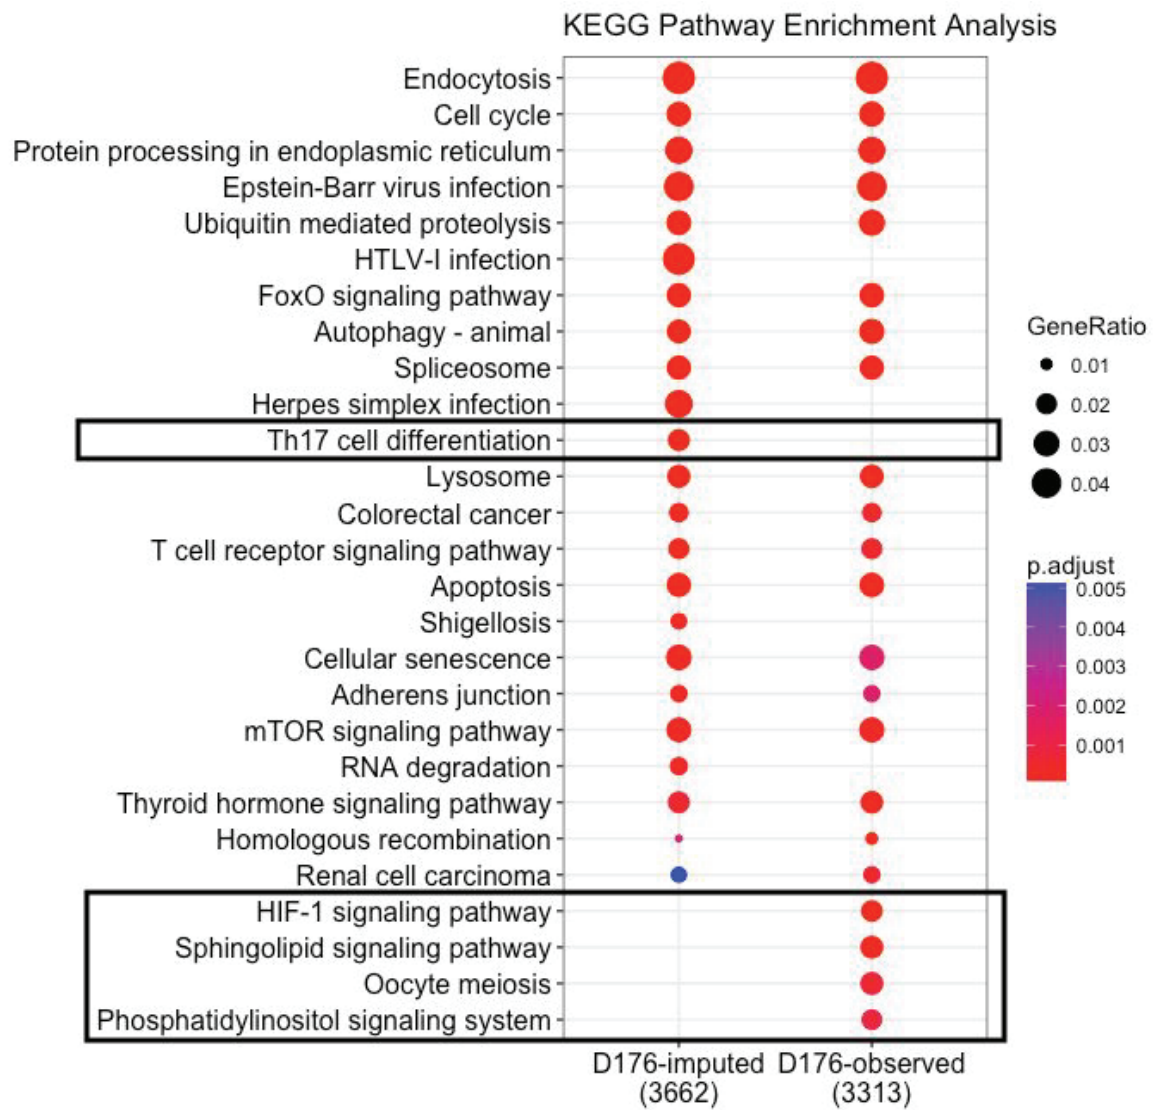 KEGG Pathway Enrichment Analysis
Endocytosis
Cell cycle
Protein processing in endoplasmic reticulum
Epstein-Barr virus infection
Ubiquitin mediated proteolysis
HTLV-I infection
FoxO signaling pathway
Autophagy - animal
Spliceosome
Herpes simplex infection
Th17 cell differentiation
Lysosome
Colorectal cancer
T cell receptor signaling pathway
Apoptosis
Shigellosis
Cellular senescence
Adherens junction
mTOR signaling pathway
RNA degradation
Thyroid hormone signaling pathway
Homologous recombination
Renal cell carcinoma
HIF-1 signaling pathway
Sphingolipid signaling pathway
Oocyte meiosis
Phosphatidylinositol signaling system
D176-imputed D176-observed
(3662) (3313)
GeneRatio
0.01
0.02
0.03
0.04
p.adjust
0.005
0.004
0.003
0.002
0.001